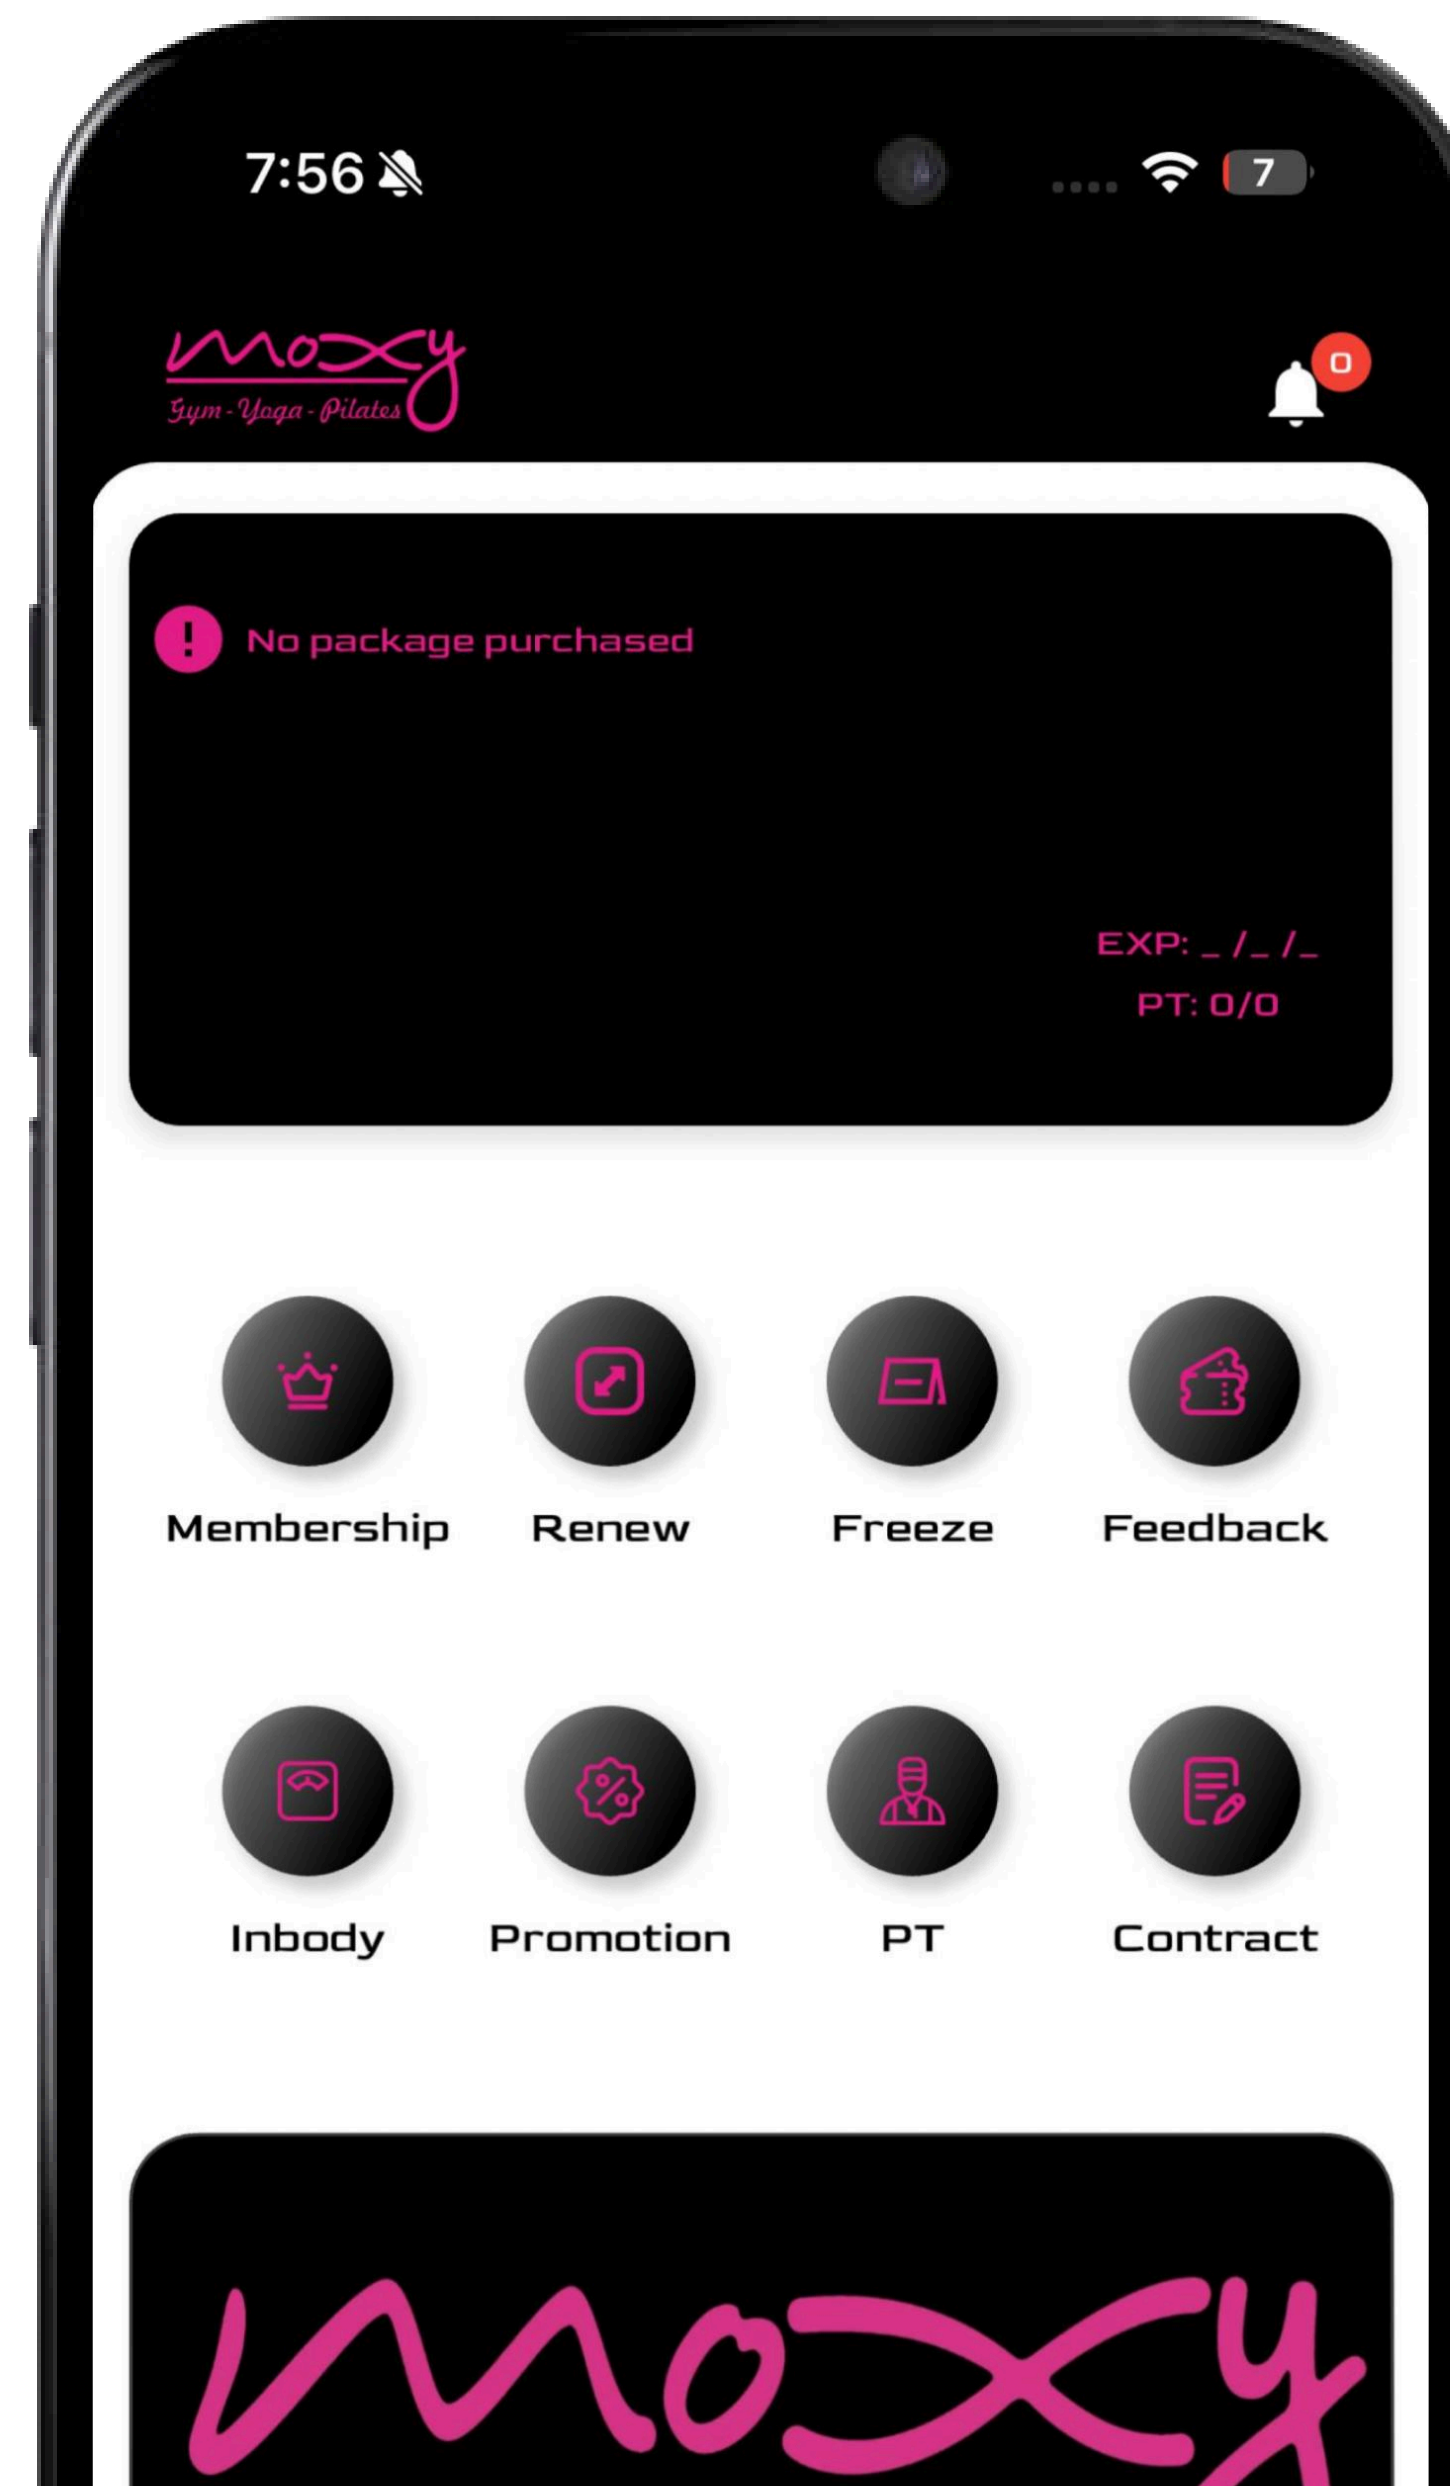 7:56
7
moxy
Gym - Yoga - Pilates
0
No package purchased
EXP: _ /_ /_
PT: 0/0
Membership Renew Freeze Feedback
Inbody Promotion PT Contract
moxy